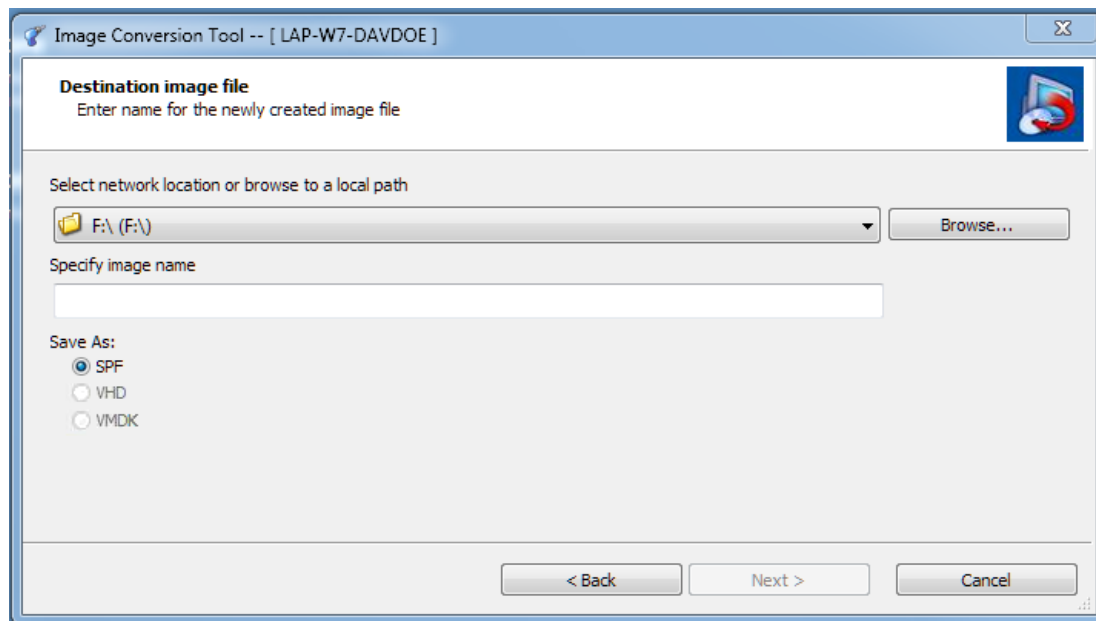 Image Conversion Tool -- [ LAP-W7-DAVDOE ]
Destination image file
Enter name for the newly created image file
Select network location or browse to a local path
F:\ (F:\)
Browse...
Specify image name
Save As:
SPF
VHD
VMDK
< Back
Next >
Cancel